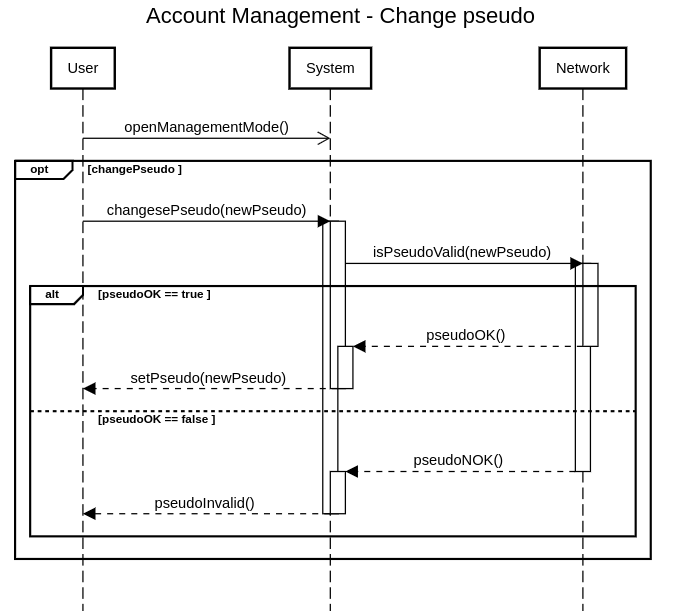 Account Management - Change pseudo
User
System
Network
openManagementMode()
opt
[changePseudo ]
changesePseudo(newPseudo)
isPseudoValid(newPseudo)
alt
[pseudoOK == true ]
pseudoOK()
setPseudo(newPseudo)
[pseudoOK == false ]
pseudoNOK()
pseudoInvalid()